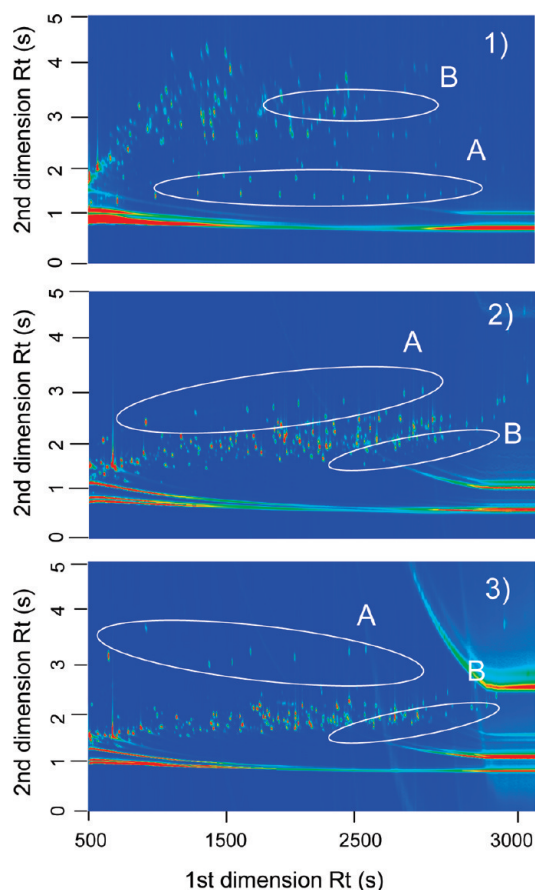 1)
5
4
3
2
1
0
2nd dimension Rt (s)
B
A
2)
5
4
3
2
1
0
2nd dimension Rt (s)
A
B
3)
5
4
3
2
1
0
2nd dimension Rt (s)
A
B
500 1500 2500 3000
1st dimension Rt (s)